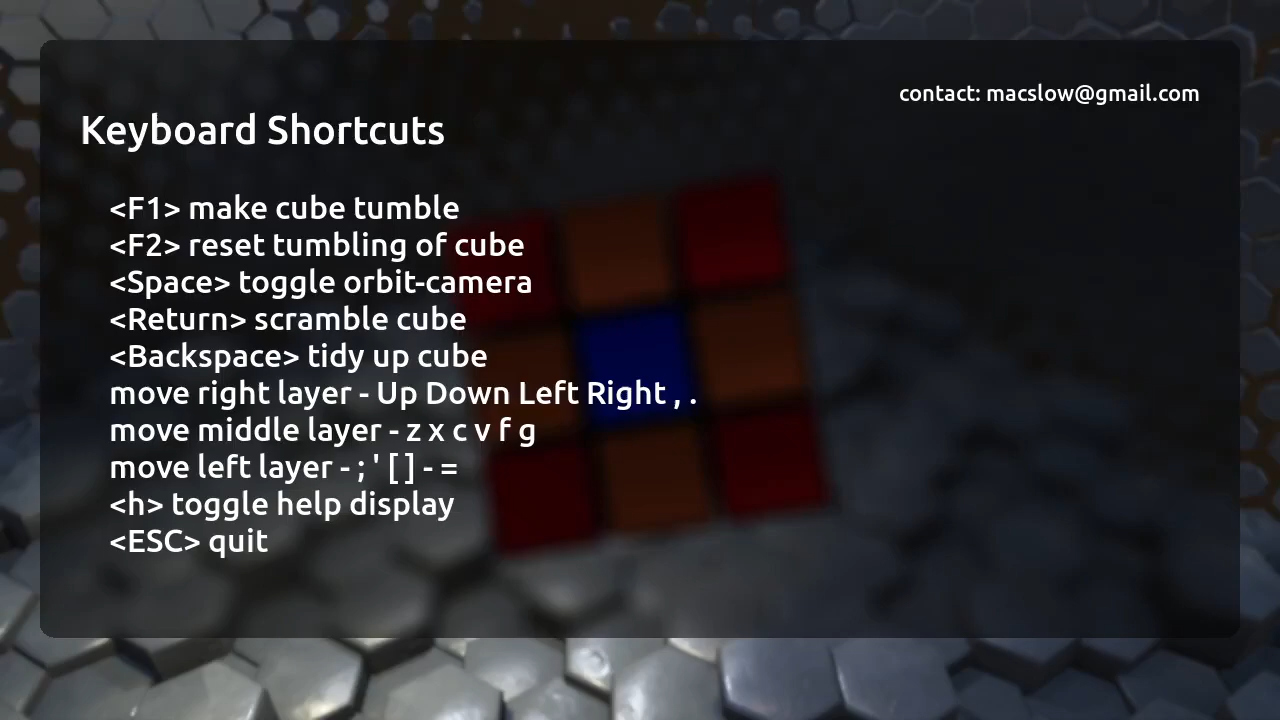 contact: macslow@gmail.com
Keyboard Shortcuts
<F1> make cube tumble
<F2> reset tumbling of cube
<Space> toggle orbit-camera
<Return> scramble cube
<Backspace> tidy up cube
move right layer - Up Down Left Right , .
move middle layer - z x c v f g
move left layer - ; ' [ ] - =
<h> toggle help display
<ESC> quit